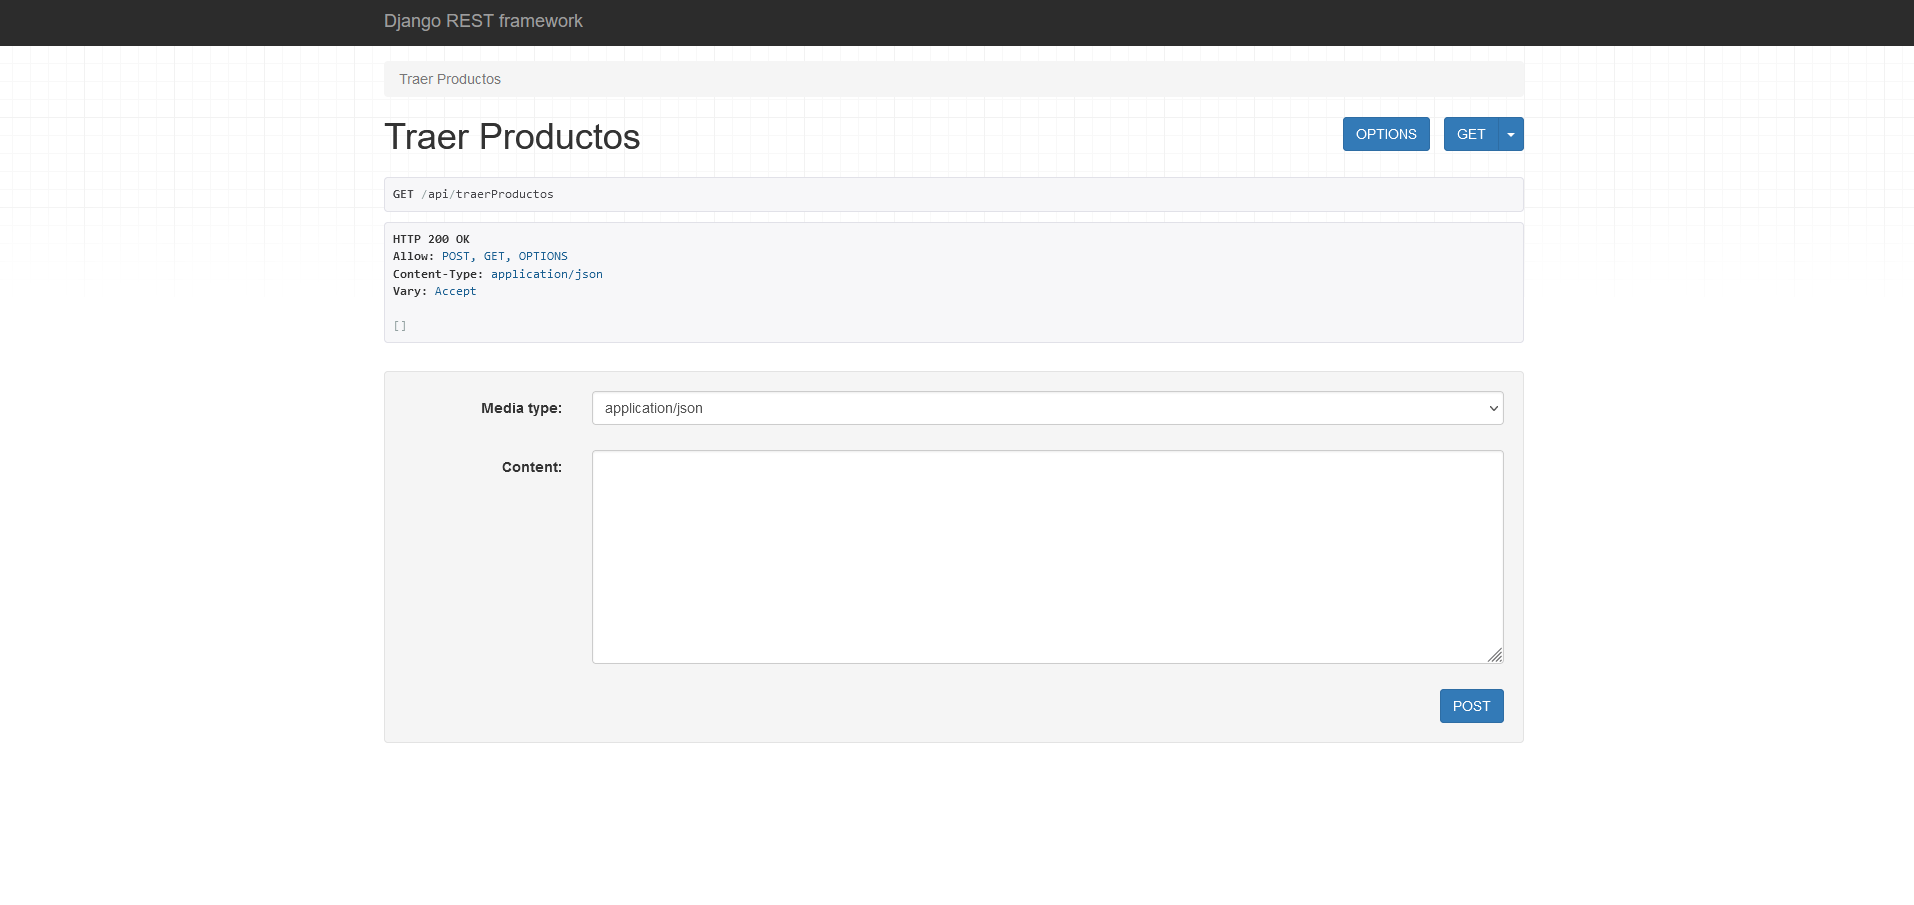 Django REST framework
Traer Productos
Traer Productos
OPTIONS
GET
GET /api/traerProductos
HTTP 200 OK
Allow: POST, GET, OPTIONS
Content-Type: application/json
Vary: Accept
[]
Media type:
application/json
Content:
POST